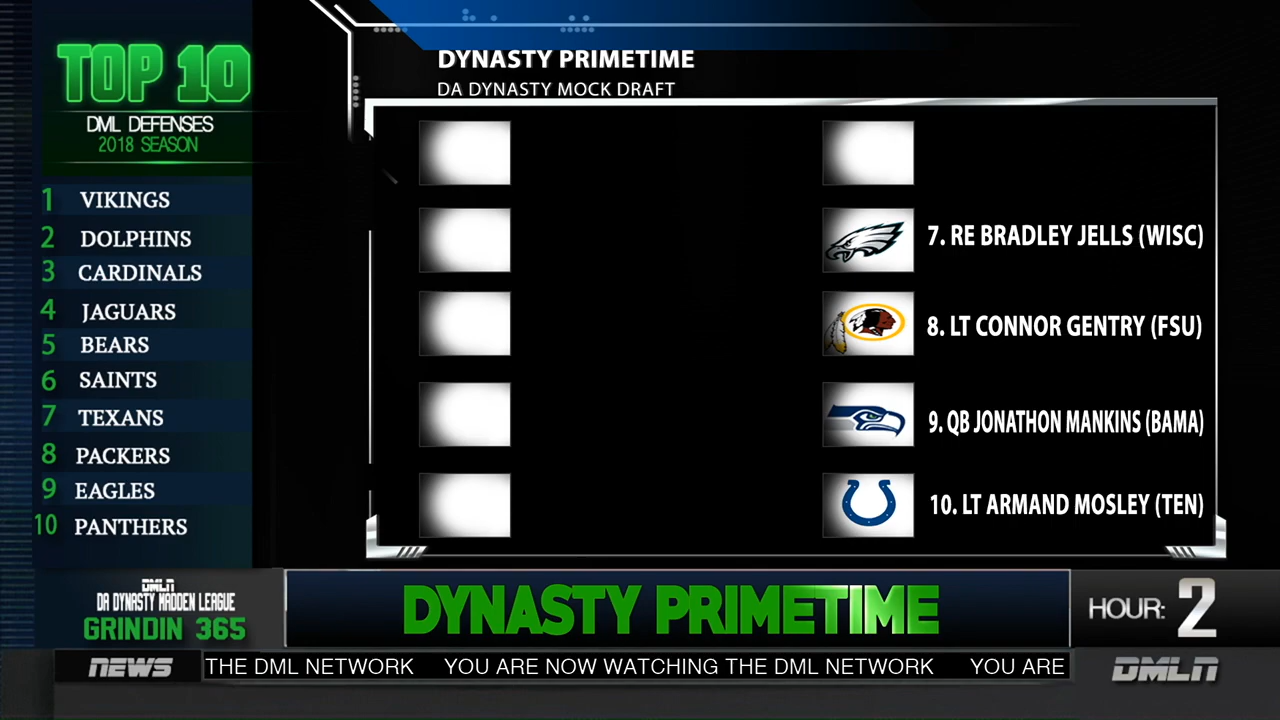 TOP 10
DML DEFENSES
2018 SEASON
1 VIKINGS
2 DOLPHINS
3 CARDINALS
4 JAGUARS
5 BEARS
6 SAINTS
7 TEXANS
8 PACKERS
9 EAGLES
10 PANTHERS
DYNASTY PRIMETIME
DA DYNASTY MOCK DRAFT
7. RE BRADLEY JELLS (WISC)
8. LT CONNOR GENTRY (FSU)
9. QB JONATHON MANKINS (BAMA)
10. LT ARMAND MOSLEY (TEN)
DMLN
DA DYNASTY MADDEN LEAGUE
GRINDIN 365
DYNASTY PRIMETIME
HOUR: 2
NEWS
THE DML NETWORK YOU ARE NOW WATCHING THE DML NETWORK YOU ARE
DMLN